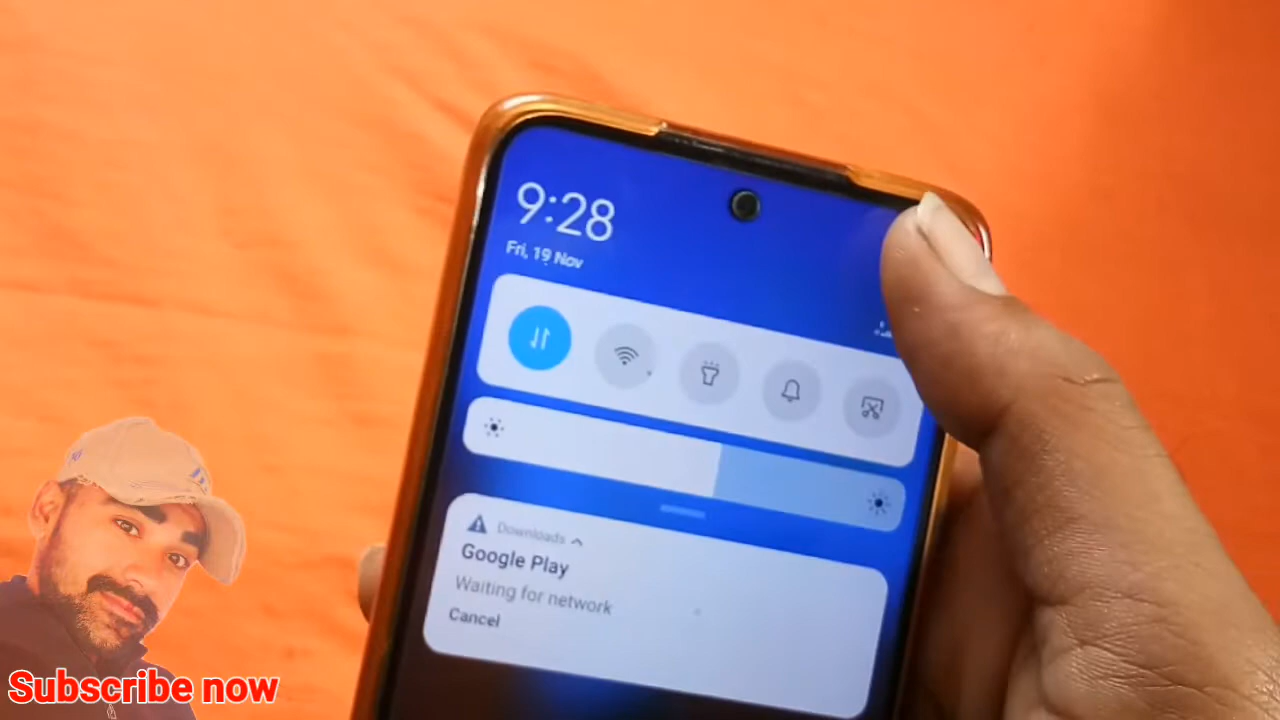 9:28
Fri, 19 Nov
Downloads
Google Play
Waiting for network
Cancel
Subscribe now